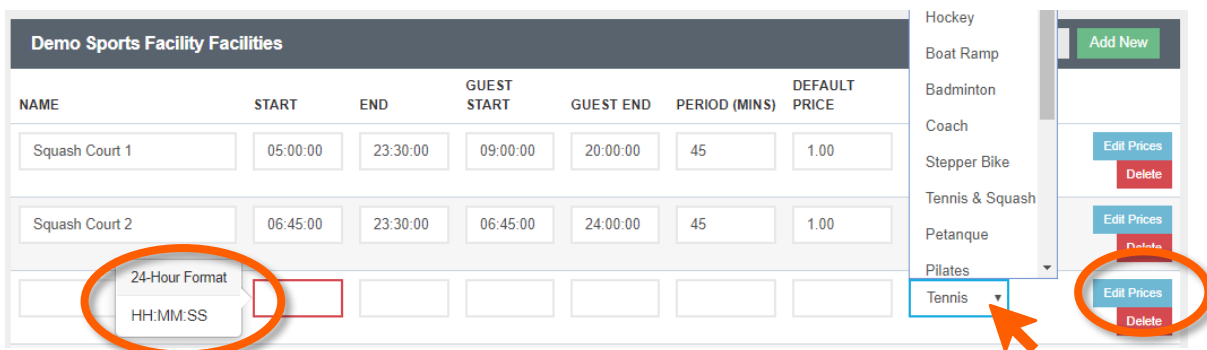 Demo Sports Facility Facilities
Add New
NAME START END GUEST START GUEST END PERIOD (MINS) DEFAULT PRICE
Squash Court 1 05:00:00 23:30:00 09:00:00 20:00:00 45 1.00
Edit Prices
Delete
Squash Court 2 06:45:00 23:30:00 06:45:00 24:00:00 45 1.00
Edit Prices
Delete
24-Hour Format
HH:MM:SS
Hockey
Boat Ramp
Badminton
Coach
Stepper Bike
Tennis & Squash
Petanque
Pilates
Tennis
Edit Prices
Delete